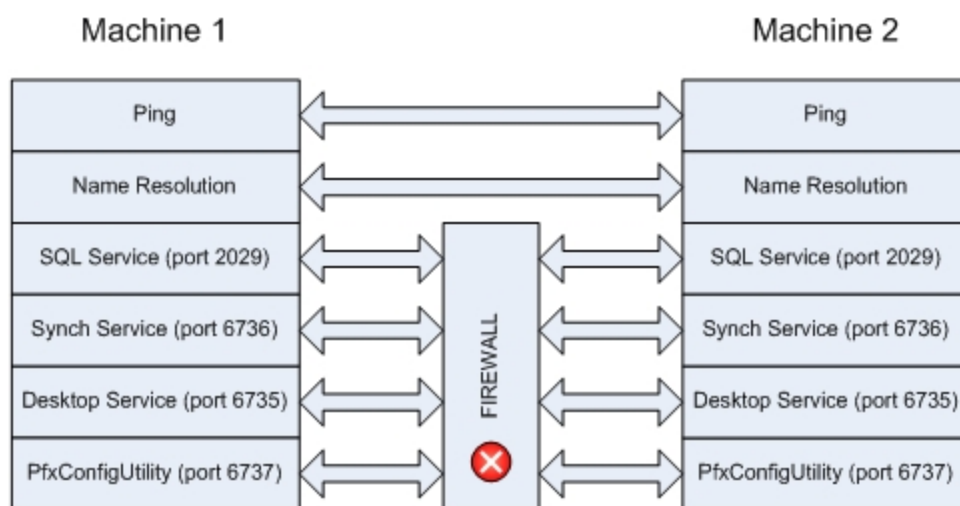 Machine 1
Machine 2
Ping
Ping
Name Resolution
Name Resolution
SQL Service (port 2029)
SQL Service (port 2029)
Synch Service (port 6736)
Synch Service (port 6736)
FIREWALL
Desktop Service (port 6735)
Desktop Service (port 6735)
PfxConfigUtility (port 6737)
PfxConfigUtility (port 6737)